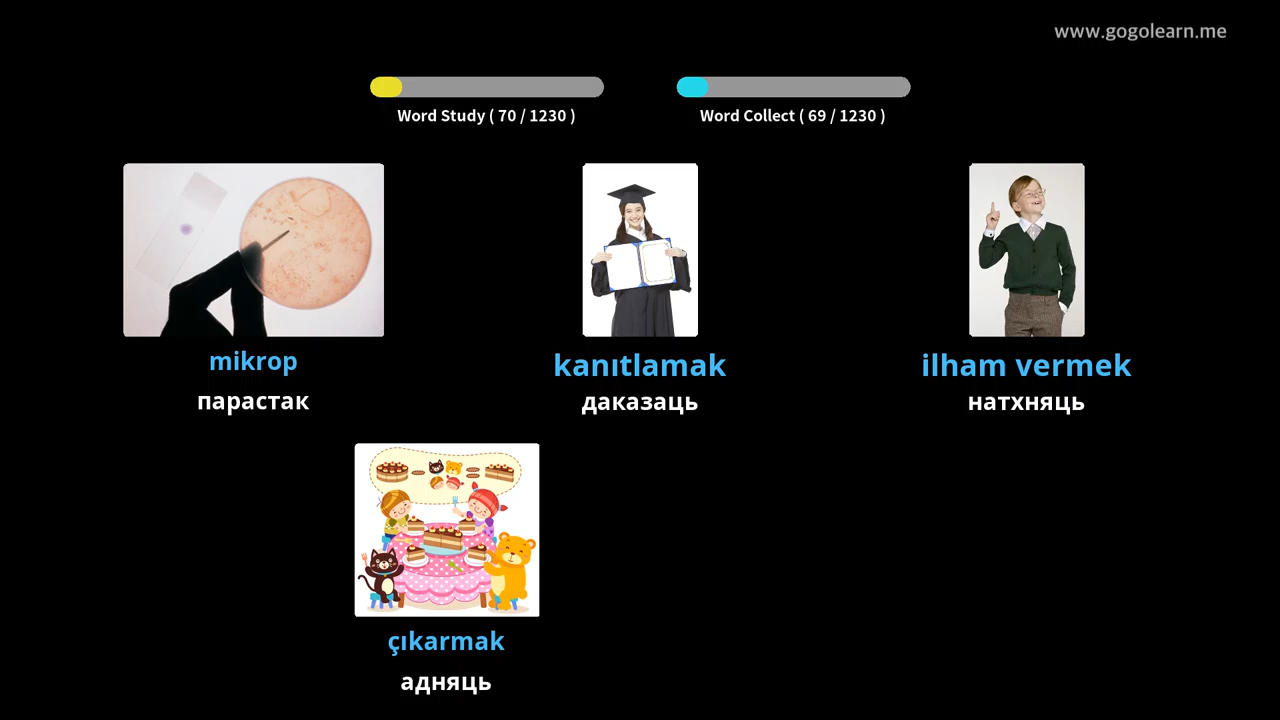 www.gogolearn.me
Word Study ( 70 / 1230 )
Word Collect ( 69 / 1230 )
mikrop
парастак
kanıtlamak
даказаць
ilham vermek
натхняць
çıkarmak
адняць